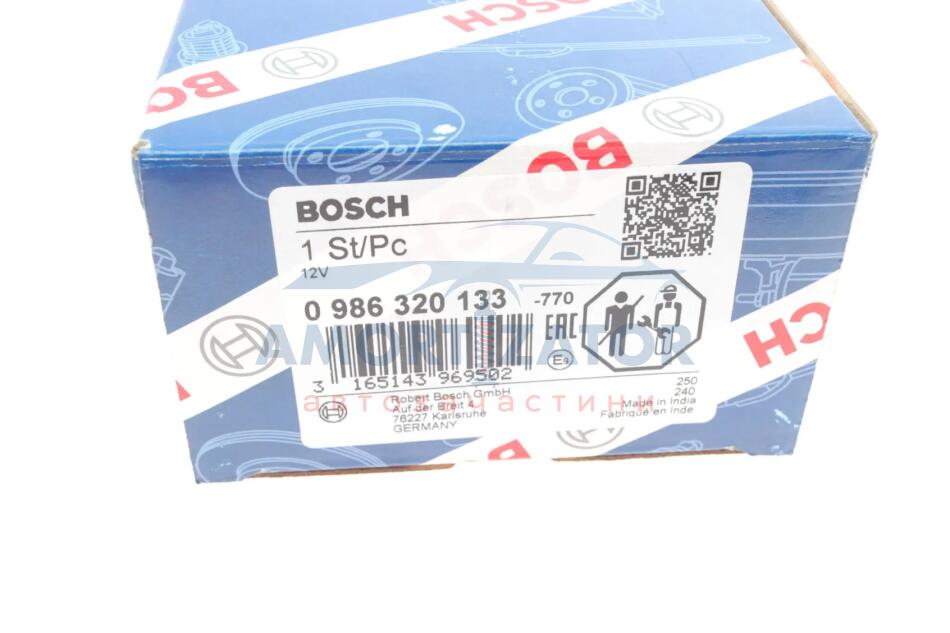 BOSCH
BOSCH
BOSCH
BOSCH
1 St/Pc
12V
0 986 320 133 -770
EAC
E9
AMORTIZATOR
3 165143 969502
автозапчастини
Robert Bosch GmbH
Auf der Breit 4
76227 Karlsruhe
GERMANY
250
240
Made in India
Fabriqué en Inde
BOSCH